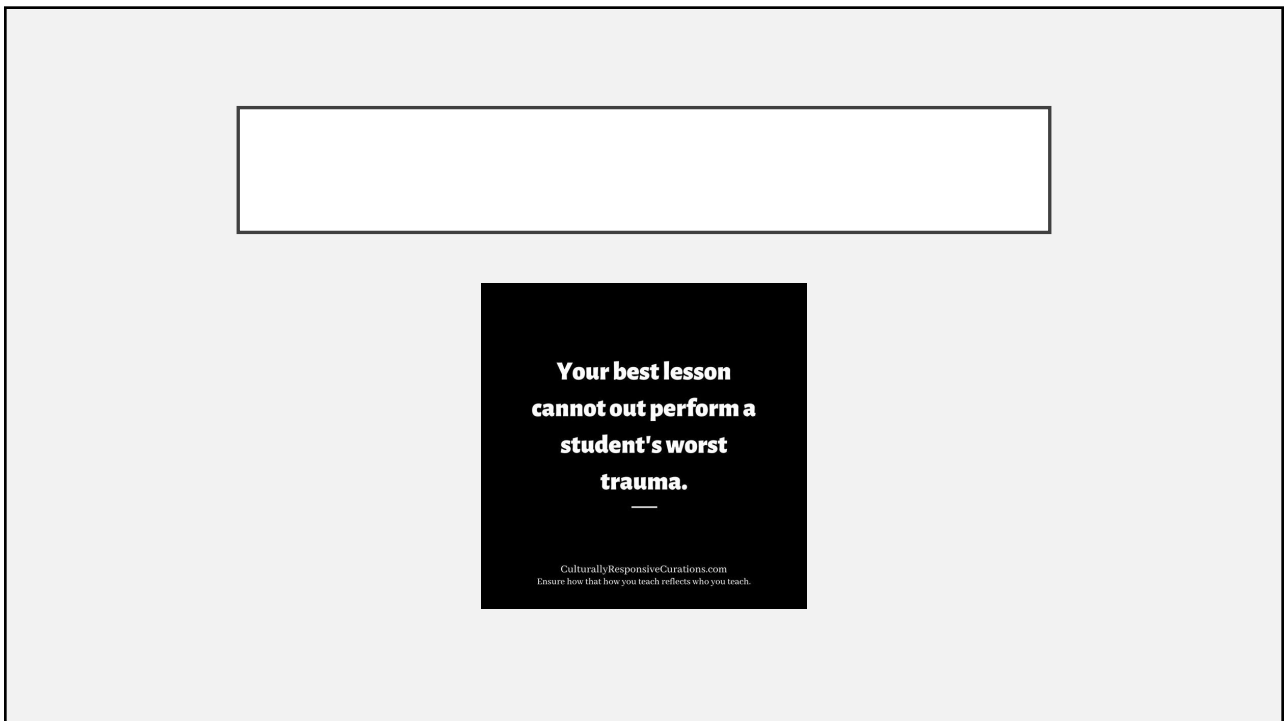 Your best lesson
cannot out perform a
student's worst
trauma.
CulturallyResponsiveCurations.com
Ensure how that how you teach reflects who you teach.